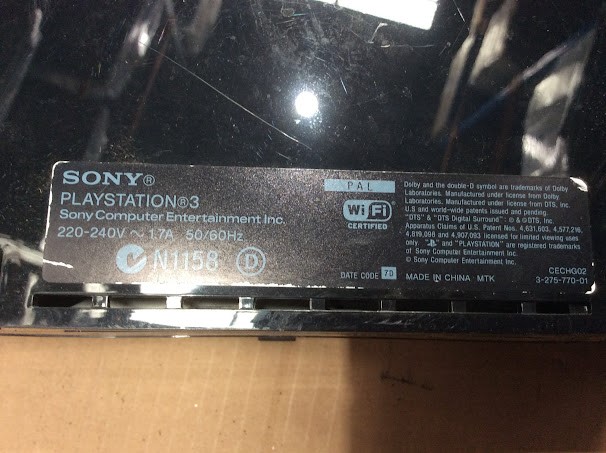 SONY®
PLAYSTATION®3
Sony Computer Entertainment Inc.
220-240V ~ 1.7A 50/60Hz
N1158 D
PAL
Wi Fi
CERTIFIED
DATE CODE 7D
Dolby and the double-D symbol are trademarks of Dolby
Laboratories. Manufactured under license from Dolby
Laboratories. Manufactured under license from DTS, Inc.
U.S and world-wide patents issued and pending.
"DTS" & "DTS Digital Surround" © & ® DTS, Inc.
Apparatus Claims of U.S. Patent Nos. 4,631,603, 4,577,216,
4,819,098 and 4,907,093 licensed for limited viewing uses
only. " " and "PLAYSTATION" are registered trademarks
of Sony Computer Entertainment Inc.
© Sony Computer Entertainment Inc.
MADE IN CHINA MTK
CECHG02
3-275-770-01